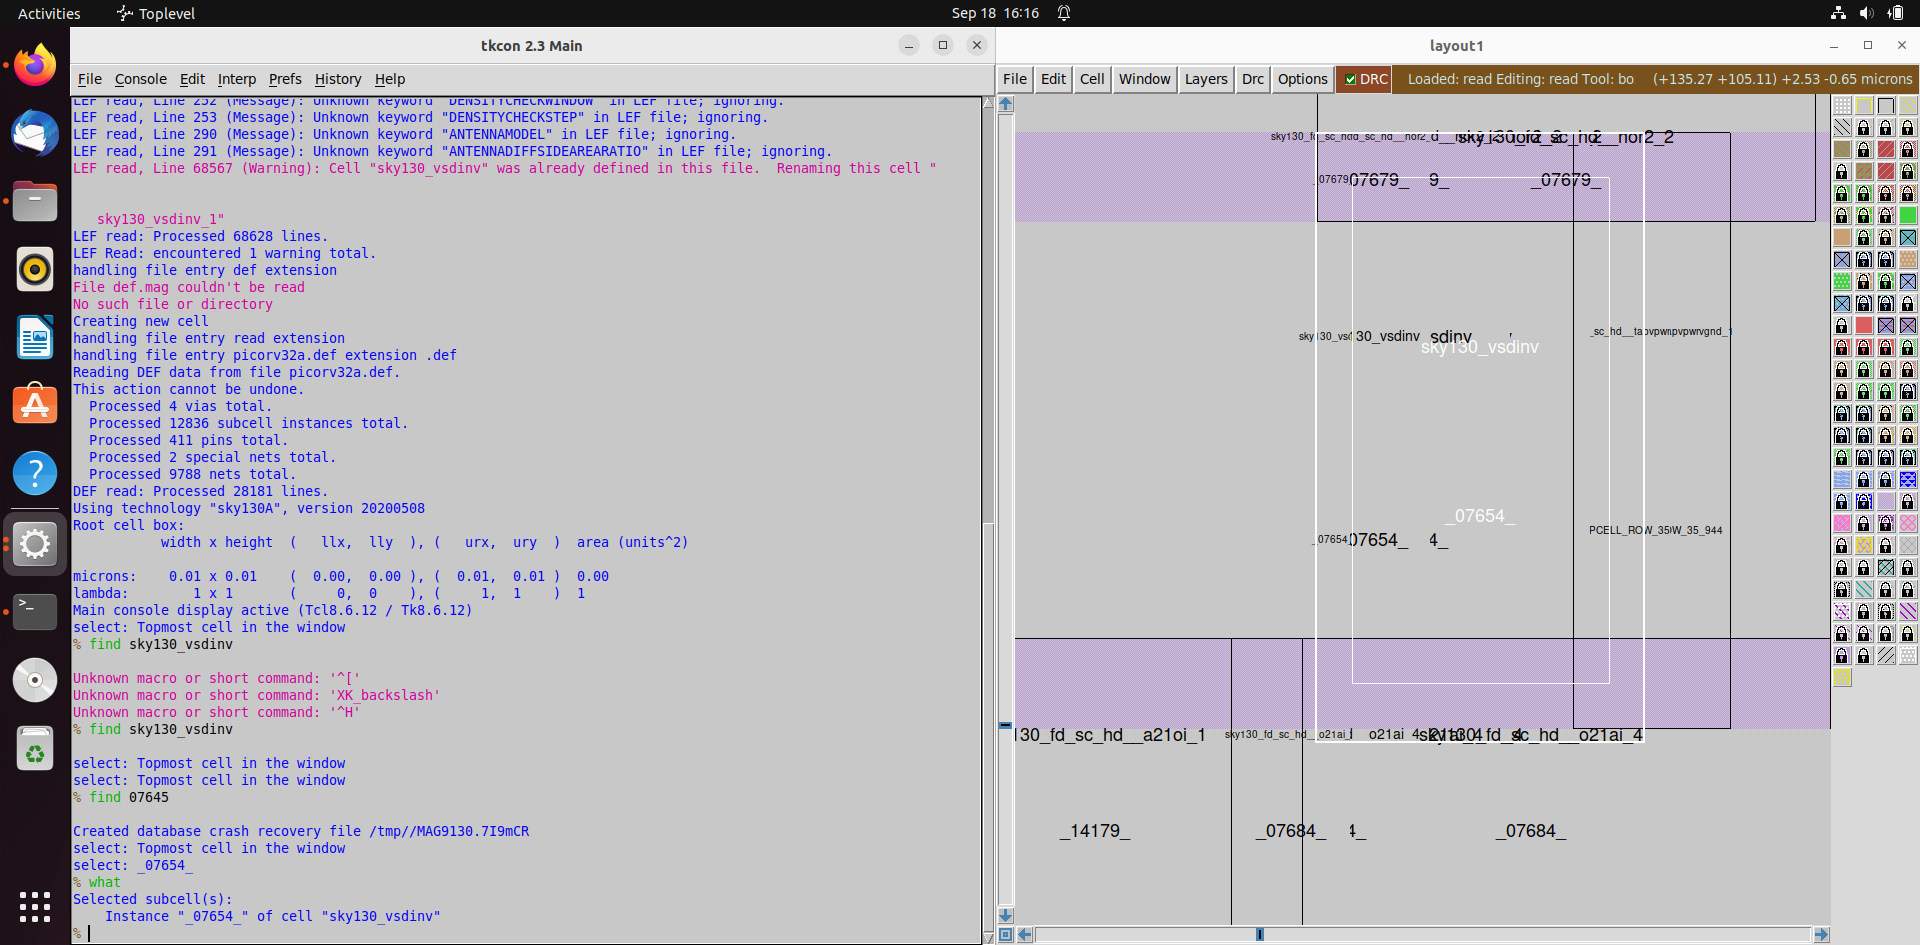 Activities
Toplevel
Sep 18 16:16
tkcon 2.3 Main
File Console Edit Interp Prefs History Help
LEF read, Line 252 (Message): Unknown keyword "DENSITYCHECKWINDOW" in LEF file; ignoring.
LEF read, Line 253 (Message): Unknown keyword "DENSITYCHECKSTEP" in LEF file; ignoring.
LEF read, Line 290 (Message): Unknown keyword "ANTENNAMODEL" in LEF file; ignoring.
LEF read, Line 291 (Message): Unknown keyword "ANTENNADIFFSIDEAREARATIO" in LEF file; ignoring.
LEF read, Line 68567 (Warning): Cell "sky130_vsdinv" was already defined in this file.  Renaming this cell "
sky130_vsdinv_1"
LEF read: Processed 68628 lines.
LEF Read: encountered 1 warning total.
handling file entry def extension
File def.mag couldn't be read
No such file or directory
Creating new cell
handling file entry read extension
handling file entry picorv32a.def extension .def
Reading DEF data from file picorv32a.def.
This action cannot be undone.
Processed 4 vias total.
Processed 12836 subcell instances total.
Processed 411 pins total.
Processed 2 special nets total.
Processed 9788 nets total.
DEF read: Processed 28181 lines.
Using technology "sky130A", version 20200508
Root cell box:
width x height  (   llx,  lly  ), (   urx,  ury  )  area (units^2)
microns:    0.01 x 0.01    (  0.00,  0.00 ), (  0.01,  0.01 )  0.00
lambda:        1 x 1       (     0,  0    ), (     1,  1    )  1
Main console display active (Tcl8.6.12 / Tk8.6.12)
select: Topmost cell in the window
% find sky130_vsdinv
Unknown macro or short command: '^['
Unknown macro or short command: 'XK_backslash'
Unknown macro or short command: '^H'
% find sky130_vsdinv
select: Topmost cell in the window
select: Topmost cell in the window
% find 07645
Created database crash recovery file /tmp//MAG9130.7I9mCR
select: Topmost cell in the window
select: _07654_
% what
Selected subcell(s):
Instance "_07654_" of cell "sky130_vsdinv"
%
layout1
File Edit Cell Window Layers Drc Options DRC Loaded: read Editing: read Tool: bo (+135.27 +105.11) +2.53 -0.65 microns
_07679 07679_ 9_ _07679_
30_vsdinv sdinv
sky130_vsdinv
_07654_
_07654 07654_ 4_
130_fd_sc_hd__a21oi_1
_14179_ _07684_ 4_ _07684_